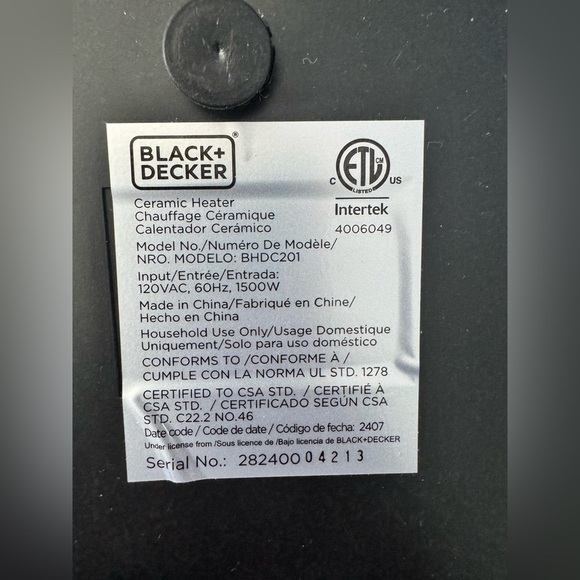 BLACK+
DECKER®
ETL CM
LISTED
C US
Intertek
4006049
Ceramic Heater
Chauffage Céramique
Calentador Cerámico
Model No./Numéro De Modèle/
NRO. MODELO: BHDC201
Input/Entrée/Entrada:
120VAC, 60Hz, 1500W
Made in China/Fabriqué en Chine/
Hecho en China
Household Use Only/Usage Domestique
Uniquement/Solo para uso doméstico
CONFORMS TO /CONFORME À /
CUMPLE CON LA NORMA UL STD. 1278
CERTIFIED TO CSA STD. / CERTIFIÉ À
CSA STD. / CERTIFICADO SEGÚN CSA
STD. C22.2 NO.46
Date code / Code de date / Código de fecha: 2407
Under license from /Sous licence de /Bajo licencia de BLACK+DECKER
Serial No.: 28240004213